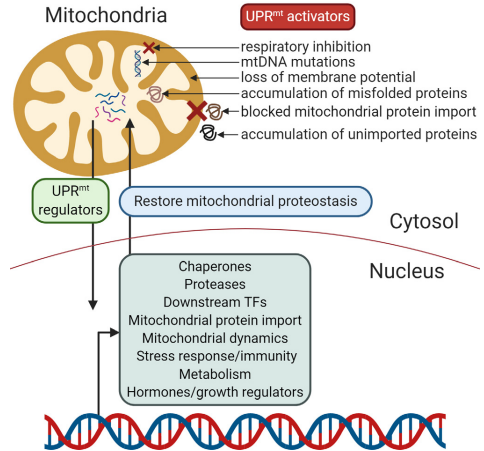 Mitochondria
UPRmt activators
respiratory inhibition
mtDNA mutations
loss of membrane potential
accumulation of misfolded proteins
blocked mitochondrial protein import
accumulation of unimported proteins
UPRmt
regulators
Restore mitochondrial proteostasis
Cytosol
Nucleus
Chaperones
Proteases
Downstream TFs
Mitochondrial protein import
Mitochondrial dynamics
Stress response/immunity
Metabolism
Hormones/growth regulators